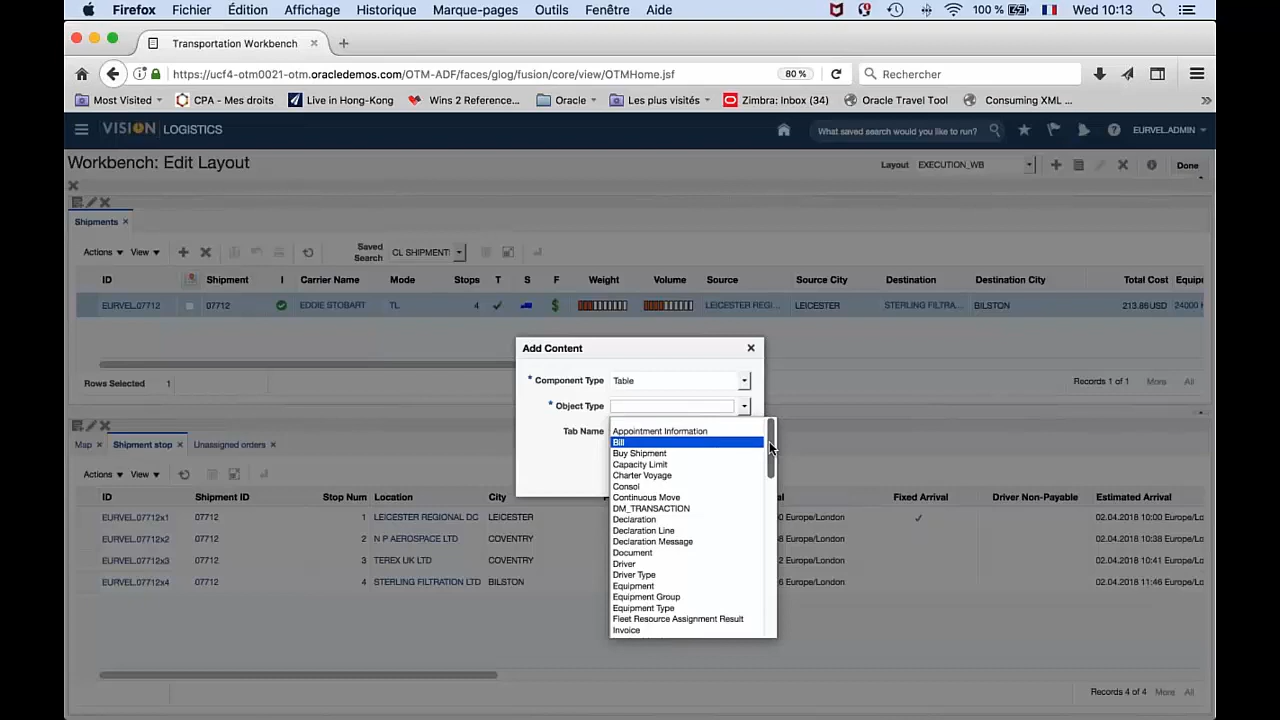 Firefox Fichier Édition Affichage Historique Marque-pages Outils Fenêtre Aide 100 % Wed 10:13
Transportation Workbench
https://ucf4-otm0021-otm.oracledemos.com/OTM-ADF/faces/glog/fusion/core/view/OTMHome.jsf 80 % Rechercher
Most Visited CPA - Mes droits Live in Hong-Kong Wins 2 Reference... Oracle Les plus visités Zimbra: Inbox (34) Oracle Travel Tool Consuming XML ...
VISION LOGISTICS What saved search would you like to run? EURVEL.ADMIN
Workbench: Edit Layout Layout EXECUTION_WB Done
Shipments
Actions View Saved Search CL SHIPMENT
ID Shipment I Carrier Name Mode Stops T S F Weight Volume Source Source City Destination Destination City Total Cost Equip
EURVEL.07712 07712 EDDIE STOBART TL 4 LEICESTER REGI... LEICESTER STERLING FILTRA... BILSTON 213.86 USD 24000
Rows Selected 1 Records 1 of 1 More All
Map Shipment stop Unassigned orders
Actions View
ID Shipment ID Stop Num Location City Fixed Arrival Driver Non-Payable Estimated Arrival
EURVEL.07712x1 07712 1 LEICESTER REGIONAL DC LEICESTER Europe/London 02.04.2018 10:00 Europe/Lo
EURVEL.07712x2 07712 2 N P AEROSPACE LTD COVENTRY Europe/London 02.04.2018 10:38 Europe/Lo
EURVEL.07712x3 07712 3 TEREX UK LTD COVENTRY Europe/London 02.04.2018 10:41 Europe/Lo
EURVEL.07712x4 07712 4 STERLING FILTRATION LTD BILSTON Europe/London 02.04.2018 11:46 Europe/Lo
Records 4 of 4 More All
Add Content
* Component Type Table
* Object Type
Tab Name
Appointment Information
Bill
Buy Shipment
Capacity Limit
Charter Voyage
Consol
Continuous Move
DM_TRANSACTION
Declaration
Declaration Line
Declaration Message
Document
Driver
Driver Type
Equipment
Equipment Group
Equipment Type
Fleet Resource Assignment Result
Invoice